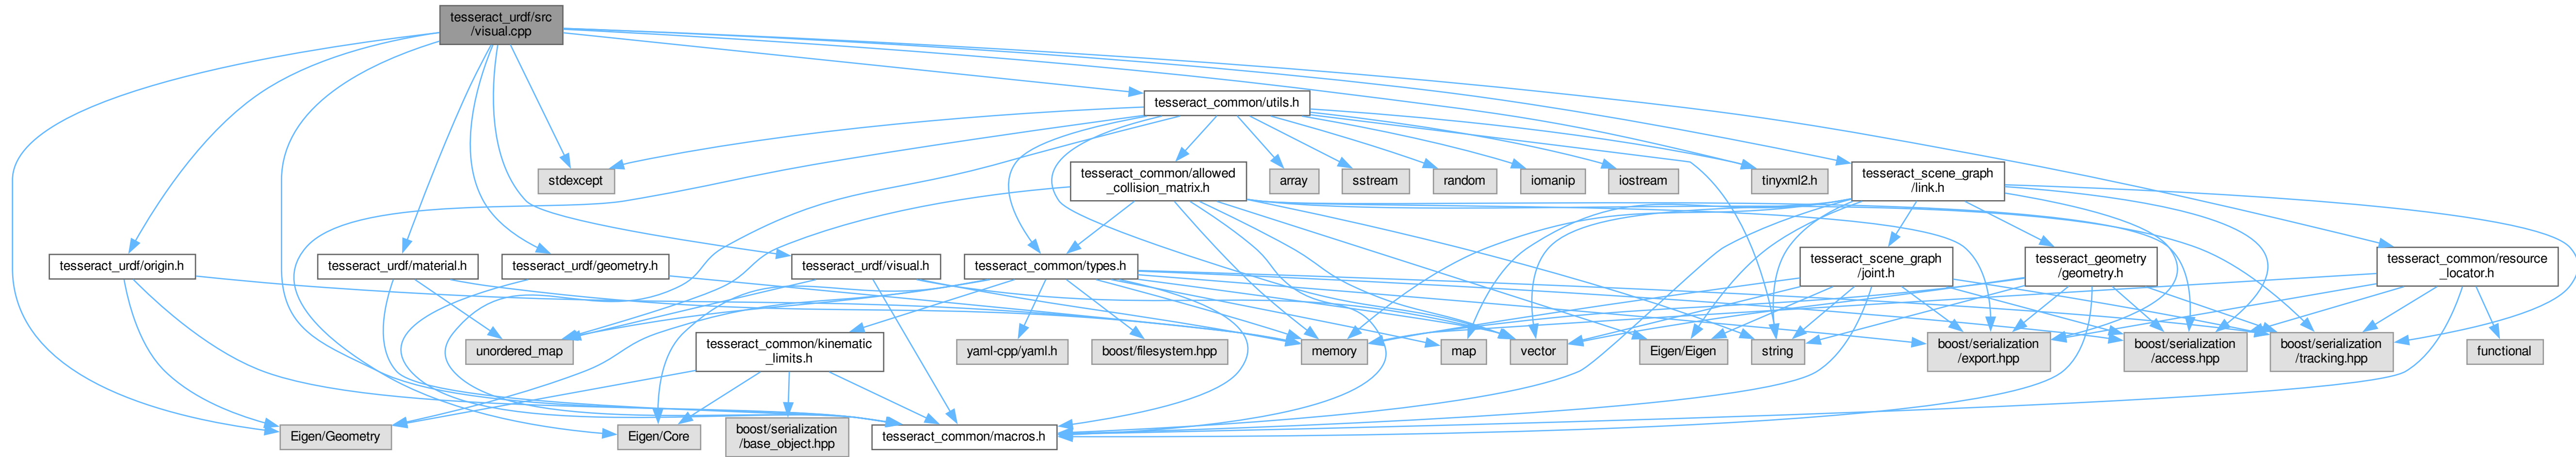 tesseract_urdf/src
/visual.cpp
tesseract_common/utils.h
stdexcept
tesseract_common/allowed
_collision_matrix.h
array
sstream
random
iomanip
iostream
tinyxml2.h
tesseract_scene_graph
/link.h
tesseract_urdf/origin.h
tesseract_urdf/material.h
tesseract_urdf/geometry.h
tesseract_urdf/visual.h
tesseract_common/types.h
tesseract_scene_graph
/joint.h
tesseract_geometry
/geometry.h
tesseract_common/resource
_locator.h
unordered_map
tesseract_common/kinematic
_limits.h
yaml-cpp/yaml.h
boost/filesystem.hpp
memory
map
vector
Eigen/Eigen
string
boost/serialization
/export.hpp
boost/serialization
/access.hpp
boost/serialization
/tracking.hpp
functional
Eigen/Geometry
Eigen/Core
boost/serialization
/base_object.hpp
tesseract_common/macros.h